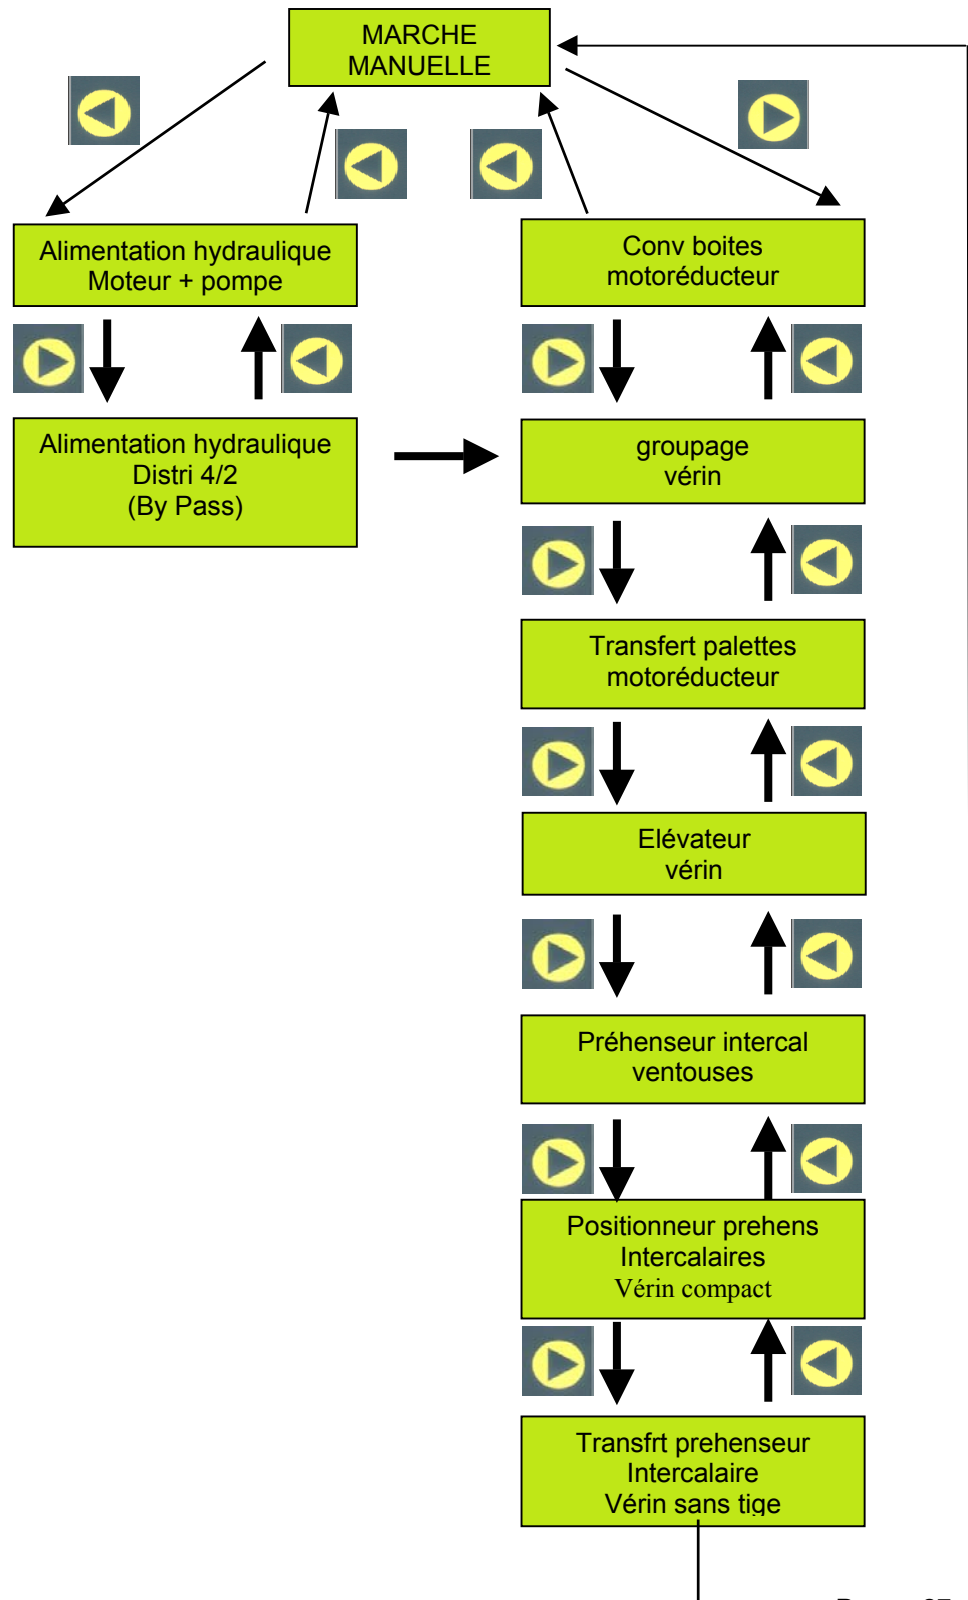 MARCHE
MANUELLE
Alimentation hydraulique
Moteur + pompe
Conv boites
motoréducteur
Alimentation hydraulique
Distri 4/2
(By Pass)
groupage
vérin
Transfert palettes
motoréducteur
Elévateur
vérin
Préhenseur intercal
ventouses
Positionneur prehens
Intercalaires
Vérin compact
Transfrt prehenseur
Intercalaire
Vérin sans tige